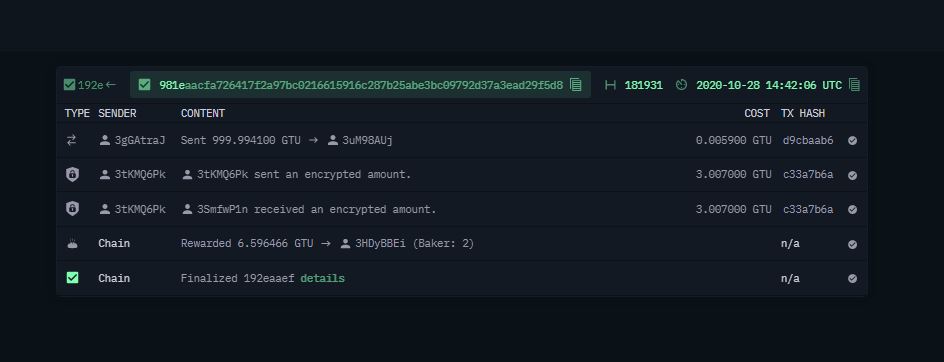 192e← 981eaacfa726417f2a97bc0216615916c287b25abe3bc09792d37a3ead29f5d8 181931 2020-10-28 14:42:06 UTC
TYPE SENDER CONTENT COST TX HASH
3gGAtraJ Sent 999.994100 GTU → 3uM98AUj 0.005900 GTU d9cbaab6
3tKMQ6Pk 3tKMQ6Pk sent an encrypted amount. 3.007000 GTU c33a7b6a
3tKMQ6Pk 3SmfwP1n received an encrypted amount. 3.007000 GTU c33a7b6a
Chain Rewarded 6.596466 GTU → 3HDyBBEi (Baker: 2) n/a
Chain Finalized 192eaaef details n/a